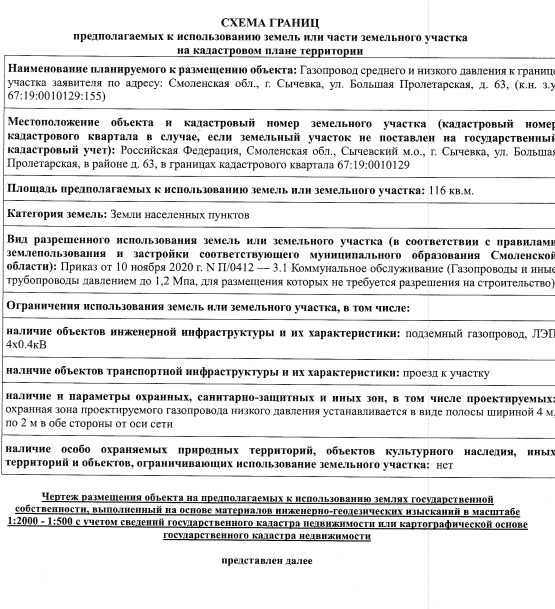 СХЕМА ГРАНИЦ
предполагаемых к использованию земель или части земельного участка
на кадастровом плане территории
Наименование планируемого к размещению объекта: Газопровод среднего и низкого давления к границе
участка заявителя по адресу: Смоленская обл., г. Сычевка, ул. Большая Пролетарская, д. 63, (к.н. з.у
67:19:0010129:155)
Местоположение объекта и кадастровый номер земельного участка (кадастровый номер
кадастрового квартала в случае, если земельный участок не поставлен на государственный
кадастровый учет): Российская Федерация, Смоленская обл., Сычевский м.о., г. Сычевка, ул. Большая
Пролетарская, в районе д. 63, в границах кадастрового квартала 67:19:0010129
Площадь предполагаемых к использованию земель или земельного участка: 116 кв.м.
Категория земель: Земли населенных пунктов
Вид разрешенного использования земель или земельного участка (в соответствии с правилами
землепользования и застройки соответствующего муниципального образования Смоленской
области): Приказ от 10 ноября 2020 г. N П/0412 — 3.1 Коммунальное обслуживание (Газопроводы и иные
трубопроводы давлением до 1,2 Мпа, для размещения которых не требуется разрешения на строительство)
Ограничения использования земель или земельного участка, в том числе:
наличие объектов инженерной инфраструктуры и их характеристики: подземный газопровод, ЛЭП
4х0.4кВ
наличие объектов транспортной инфраструктуры и их характеристики: проезд к участку
наличие и параметры охранных, санитарно-защитных и иных зон, в том числе проектируемых:
охранная зона проектируемого газопровода низкого давления устанавливается в виде полосы шириной 4 м,
по 2 м в обе стороны от оси сети
наличие особо охраняемых природных территорий, объектов культурного наследия, иных
территорий и объектов, ограничивающих использование земельного участка: нет
Чертеж размещения объекта на предполагаемых к использованию землях государственной
собственности, выполненный на основе материалов инженерно-геодезических изысканий в масштабе
1:2000 - 1:500 с учетом сведений государственного кадастра недвижимости или картографической основе
государственного кадастра недвижимости
представлен далее